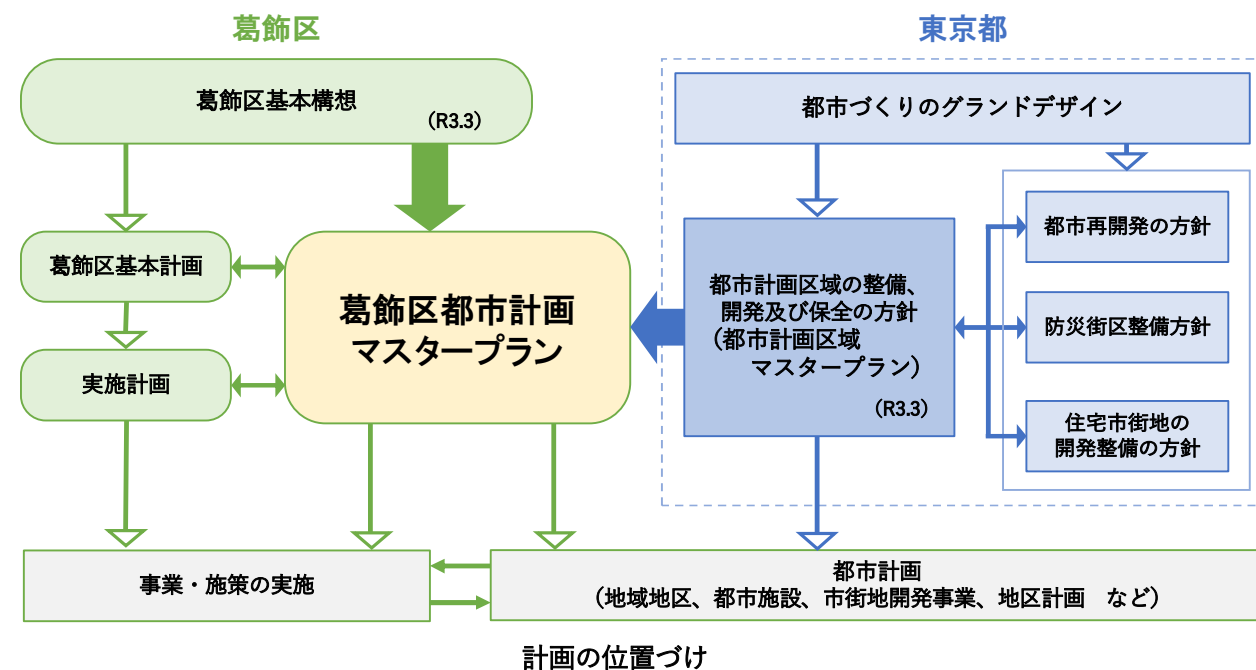 葛飾区
東京都
葛飾区基本構想
(R3.3)
都市づくりのグランドデザイン
葛飾区基本計画
実施計画
葛飾区都市計画
マスタープラン
都市計画区域の整備、
開発及び保全の方針
(都市計画区域
マスタープラン)
(R3.3)
都市再開発の方針
防災街区整備方針
住宅市街地の
開発整備の方針
事業・施策の実施
都市計画
(地域地区、都市施設、市街地開発事業、地区計画　など)
計画の位置づけ